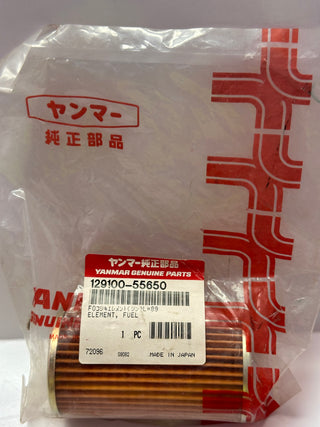 ヤンマー
純正部品
ヤンマー純正部品
YANMAR GENUINE PARTS
129100-55650
ELEMENT, FUEL
1 PC
72096 MADE IN JAPAN